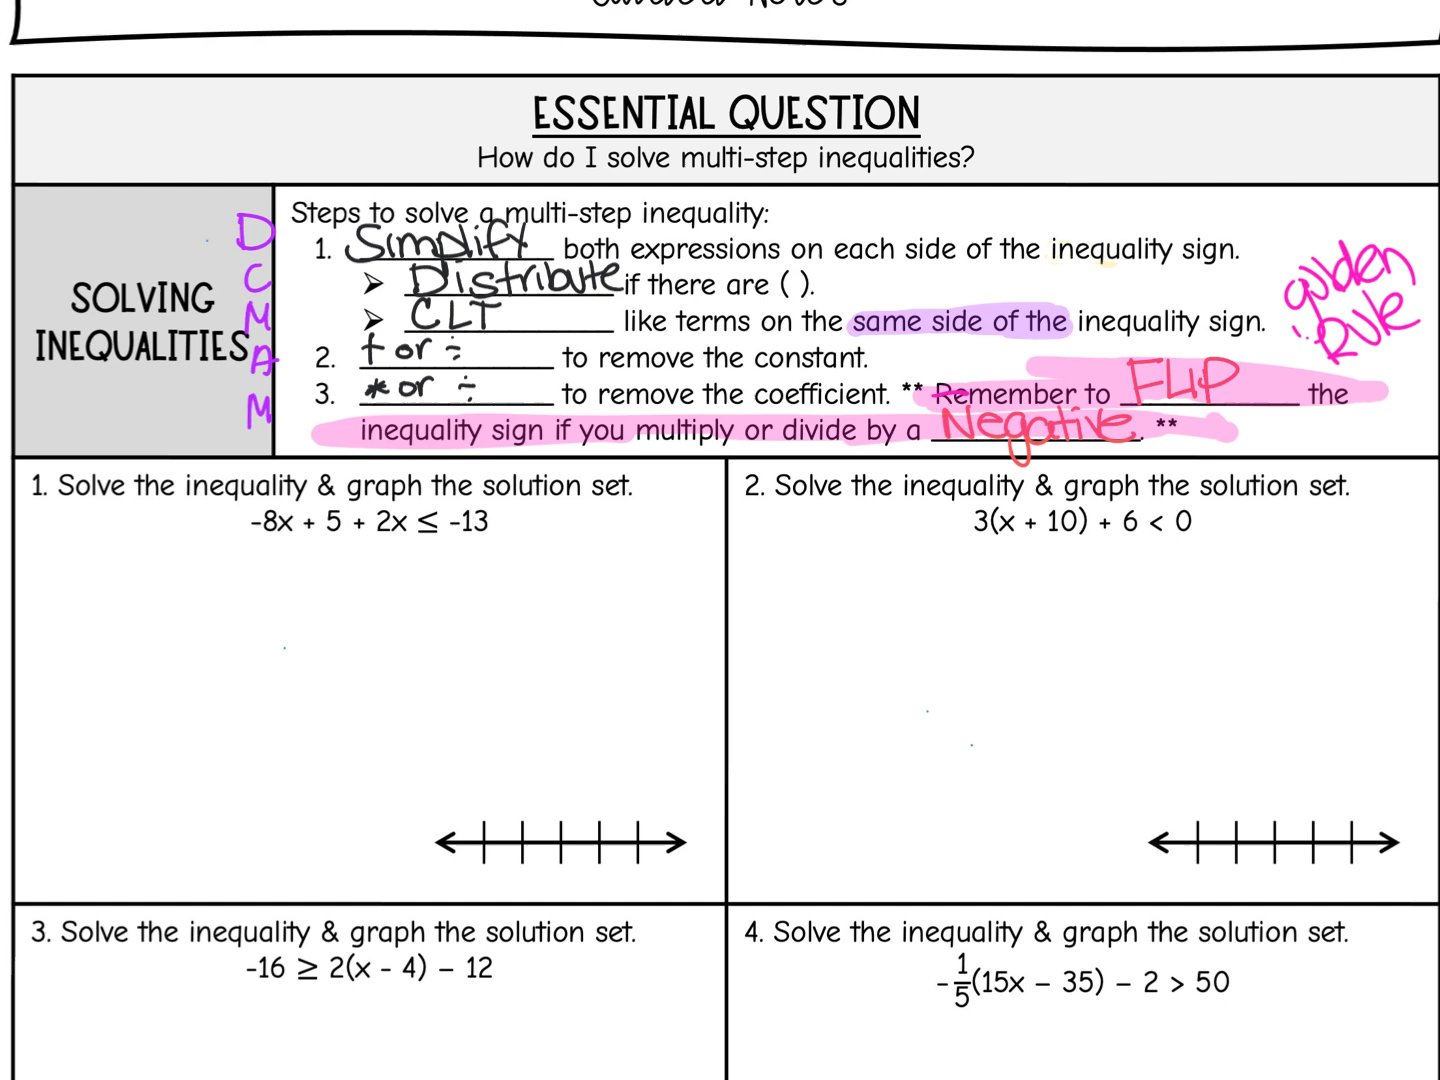 Guided Notes
ESSENTIAL QUESTION
How do I solve multi-step inequalities?
SOLVING
INEQUALITIES
D
C
M
A
M
Steps to solve a multi-step inequality:
1. Simplify both expressions on each side of the inequality sign.
➤ Distribute if there are ( ).
➤ CLT like terms on the same side of the inequality sign.
2. + or ÷ to remove the constant.
3. * or ÷ to remove the coefficient. ** Remember to FLIP the
inequality sign if you multiply or divide by a Negative. **
golden
RULE
1. Solve the inequality & graph the solution set.
-8x + 5 + 2x ≤ -13
2. Solve the inequality & graph the solution set.
3(x + 10) + 6 < 0
3. Solve the inequality & graph the solution set.
-16 ≥ 2(x - 4) – 12
4. Solve the inequality & graph the solution set.
-1/5(15x – 35) – 2 > 50